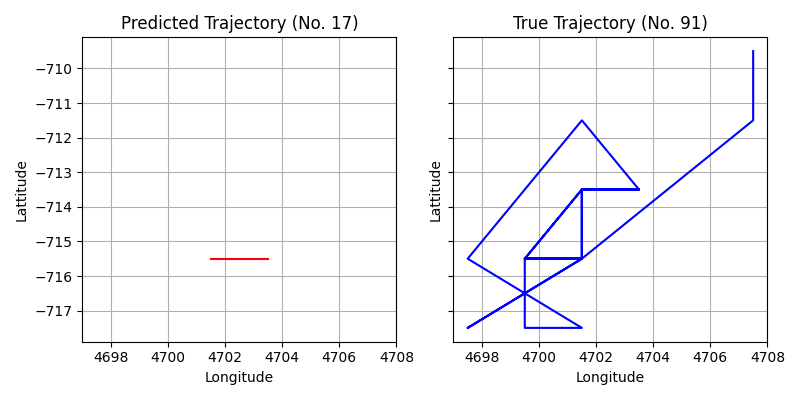 Predicted Trajectory (No. 17)
True Trajectory (No. 91)
Lattitude
−710
−711
−712
−713
−714
−715
−716
−717
4698 4700 4702 4704 4706 4708
Longitude
Lattitude
4698 4700 4702 4704 4706 4708
Longitude